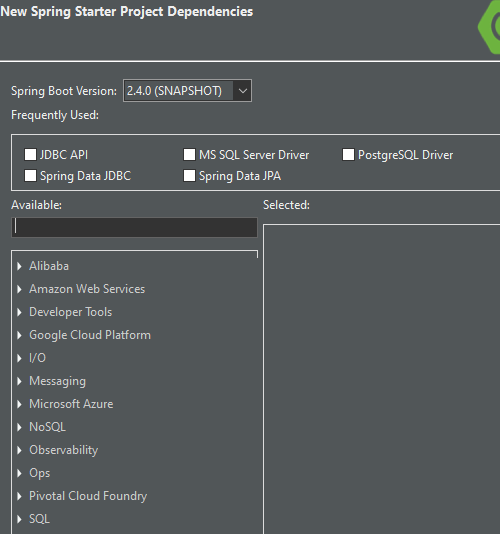 New Spring Starter Project Dependencies
Spring Boot Version: 2.4.0 (SNAPSHOT)
Frequently Used:
JDBC API MS SQL Server Driver PostgreSQL Driver
Spring Data JDBC Spring Data JPA
Available: Selected:
Alibaba
Amazon Web Services
Developer Tools
Google Cloud Platform
I/O
Messaging
Microsoft Azure
NoSQL
Observability
Ops
Pivotal Cloud Foundry
SQL